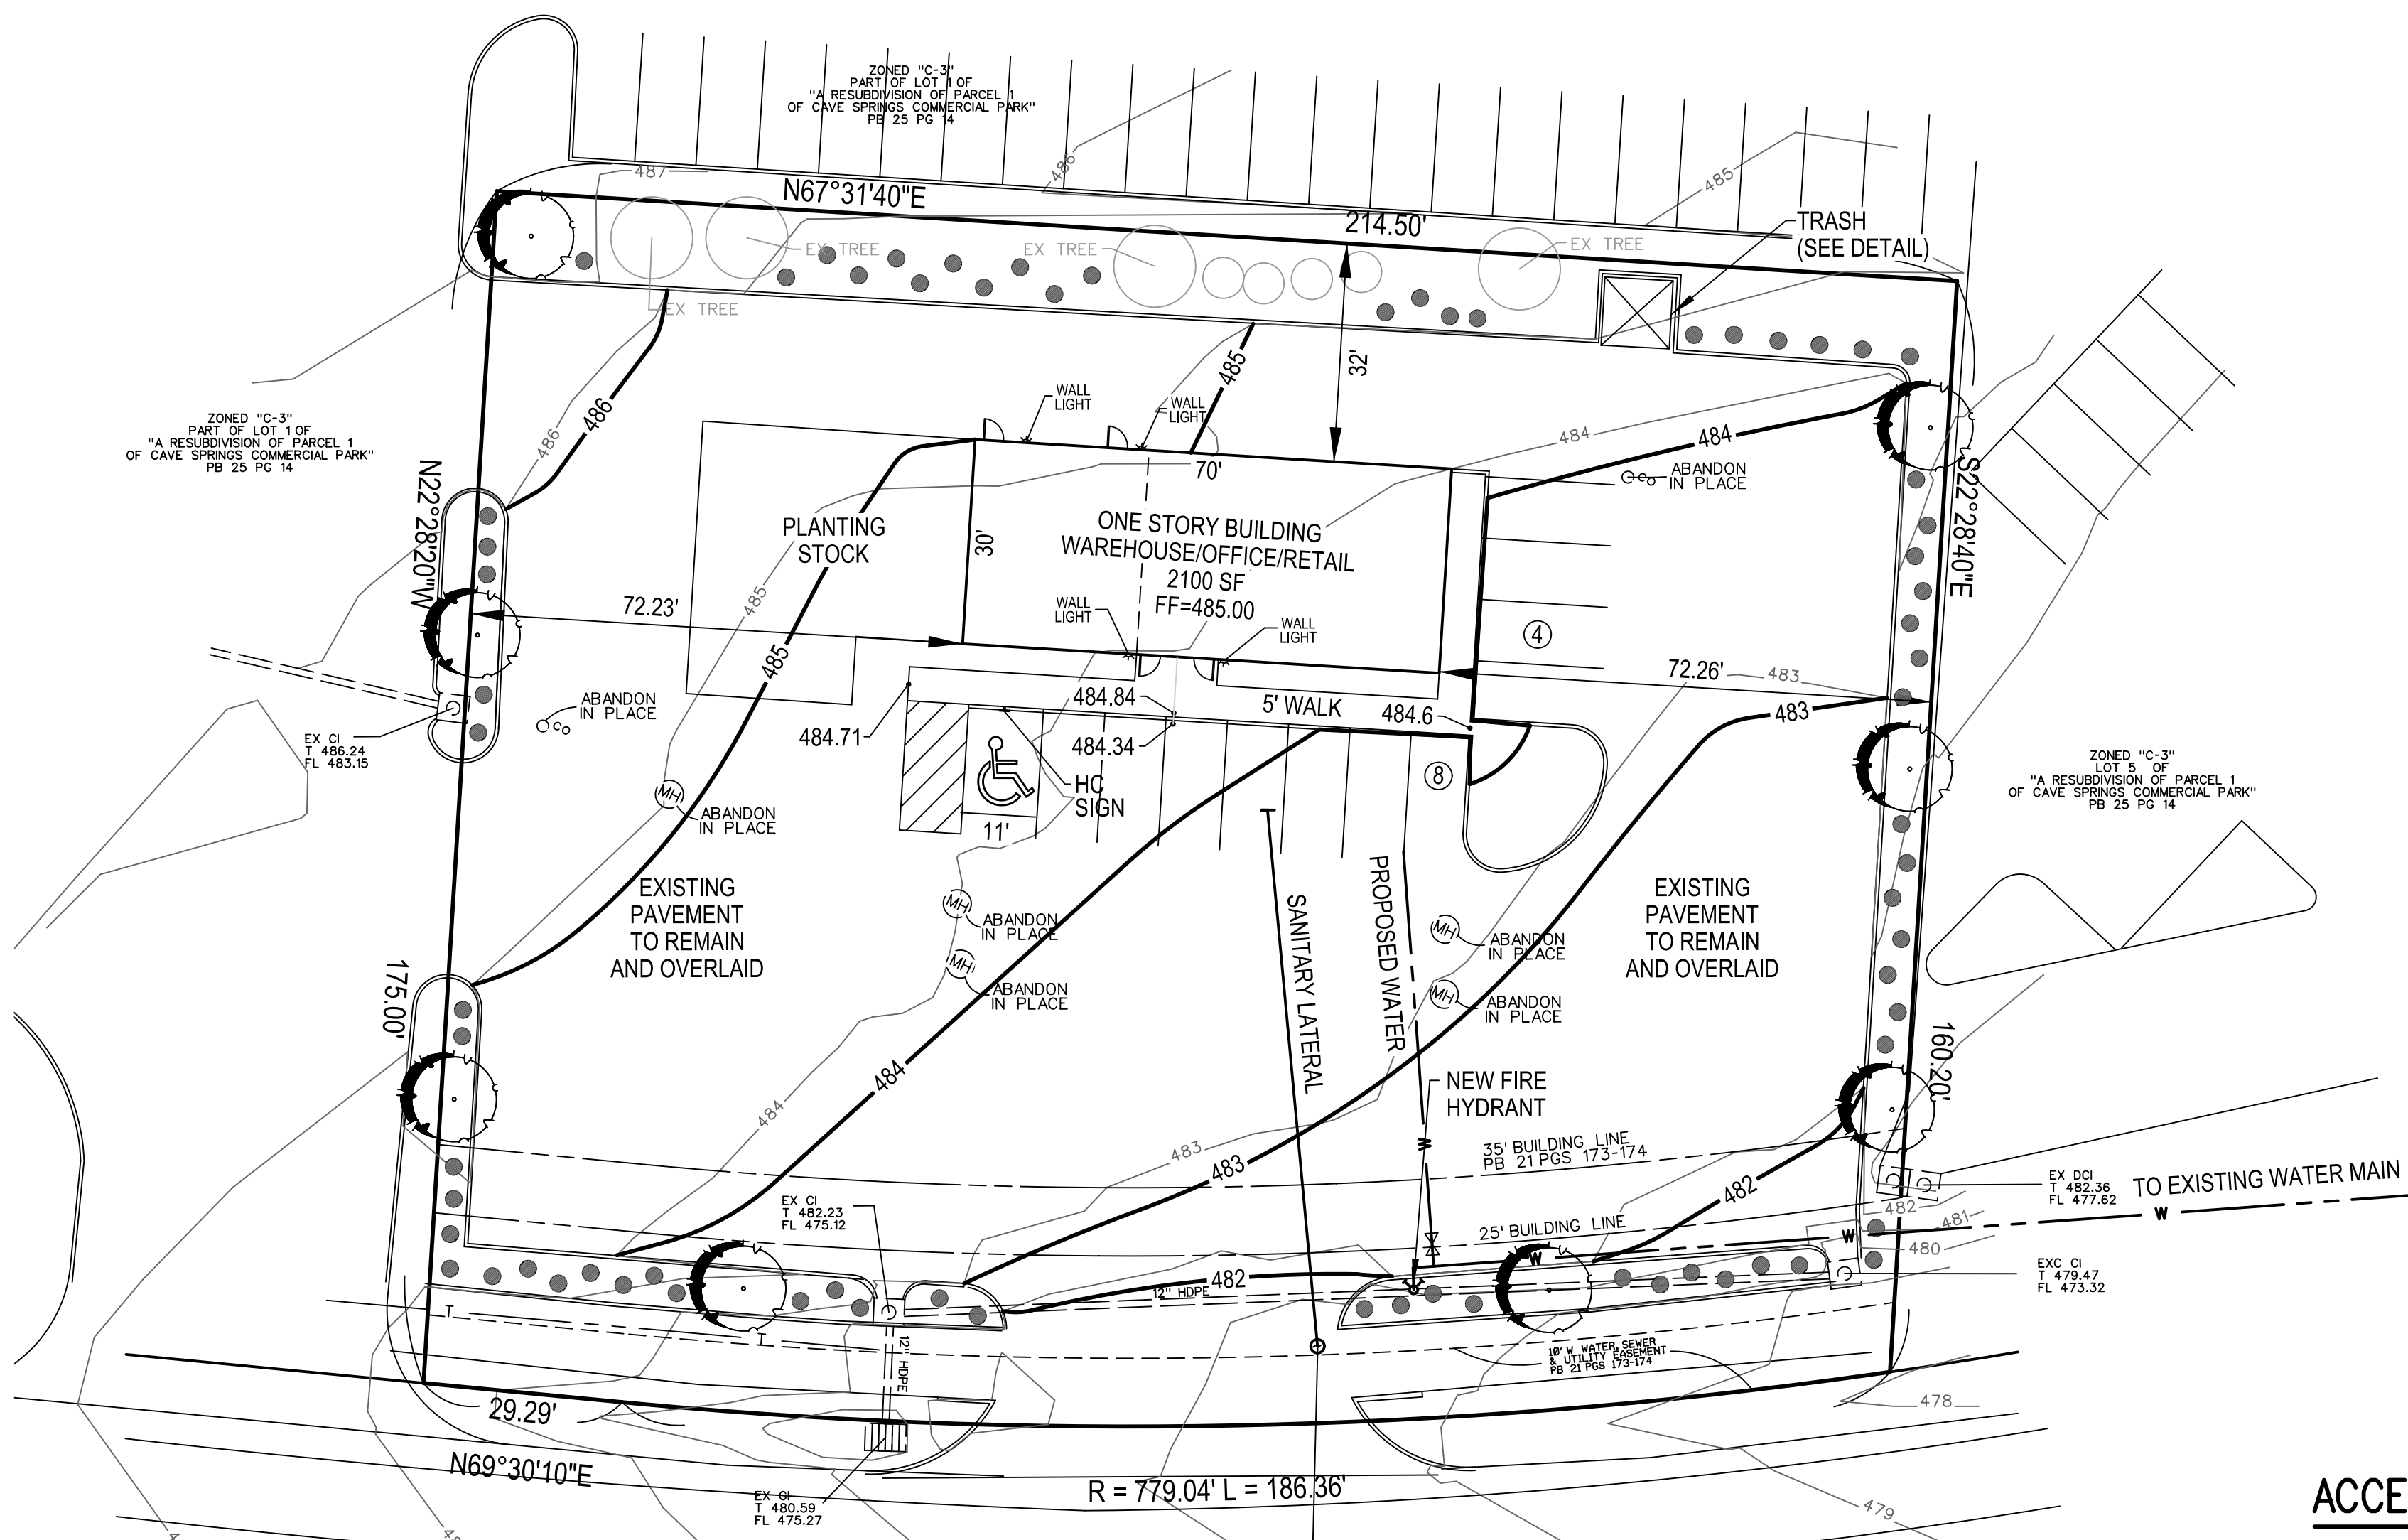 ZONED "C-3"
PART OF LOT 1 OF
"A RESUBDIVISION OF PARCEL 1
OF CAVE SPRINGS COMMERCIAL PARK"
PB 25 PG 14
486
485
487
N67°31'40"E
214.50'
TRASH
(SEE DETAIL)
EX TREE
EX TREE
EX TREE
EX TREE
32'
485
486
486
WALL
LIGHT
WALL
LIGHT
ZONED "C-3"
PART OF LOT 1 OF
"A RESUBDIVISION OF PARCEL 1
OF CAVE SPRINGS COMMERCIAL PARK"
PB 25 PG 14
484
484
70'
ABANDON
IN PLACE
N22°28'20"W
S22°28'40"E
PLANTING
STOCK
30'
ONE STORY BUILDING
WAREHOUSE/OFFICE/RETAIL
2100 SF
FF=485.00
485
72.23'
WALL
LIGHT
WALL
LIGHT
4
485
72.26'
483
483
ABANDON
IN PLACE
co
co
484.84
5' WALK
484.6
484.71
484.34
EX CI
T 486.24
FL 483.15
HC
SIGN
8
11'
MH
ABANDON
IN PLACE
ZONED "C-3"
LOT 5 OF
"A RESUBDIVISION OF PARCEL 1
OF CAVE SPRINGS COMMERCIAL PARK"
PB 25 PG 14
EXISTING
PAVEMENT
TO REMAIN
AND OVERLAID
EXISTING
PAVEMENT
TO REMAIN
AND OVERLAID
MH
ABANDON
IN PLACE
MH
ABANDON
IN PLACE
MH
ABANDON
IN PLACE
MH
ABANDON
IN PLACE
SANITARY LATERAL
PROPOSED WATER
175.00'
160.20'
484
484
NEW FIRE
HYDRANT
W
483
483
35' BUILDING LINE
PB 21 PGS 173-174
482
EX CI
T 482.23
FL 475.12
EX DCI
T 482.36
FL 477.62
TO EXISTING WATER MAIN
W
25' BUILDING LINE
W
W
482
481
480
482
12" HDPE
EXC CI
T 479.47
FL 473.32
T
T
12" HDPE
10' W WATER, SEWER
& UTILITY EASEMENT
PB 21 PGS 173-174
29.29'
478
N69°30'10"E
R = 779.04' L = 186.36'
EX GI
T 480.59
FL 475.27
479
ACCE